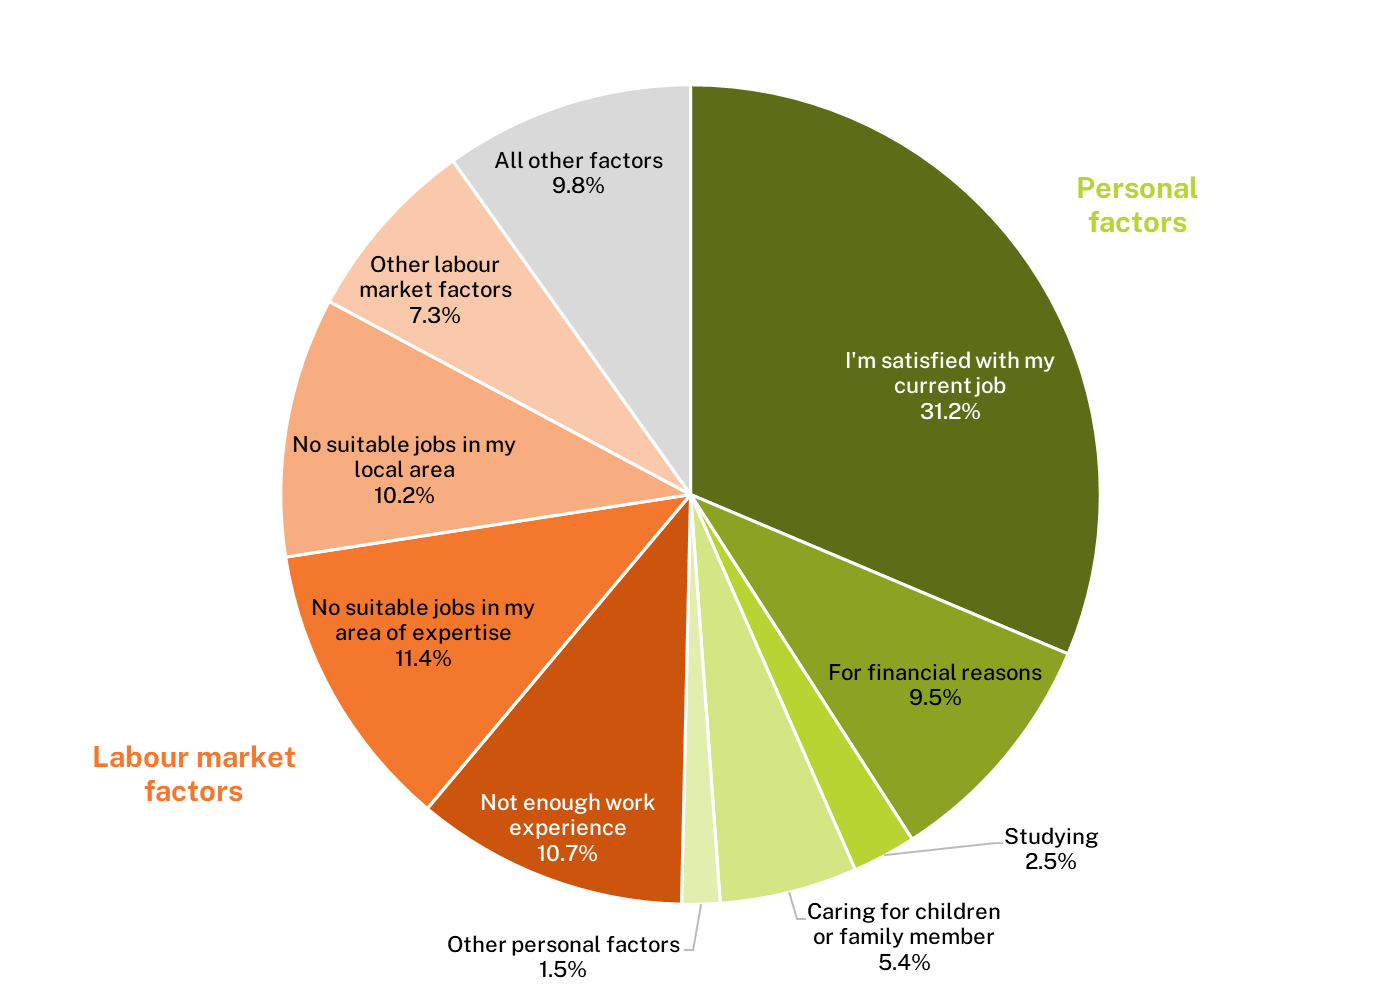 All other factors
9.8%
Personal
factors
Other labour
market factors
7.3%
I'm satisfied with my
current job
31.2%
No suitable jobs in my
local area
10.2%
No suitable jobs in my
area of expertise
11.4%
For financial reasons
9.5%
Labour market
factors
Not enough work
experience
10.7%
Studying
2.5%
Caring for children
or family member
5.4%
Other personal factors
1.5%